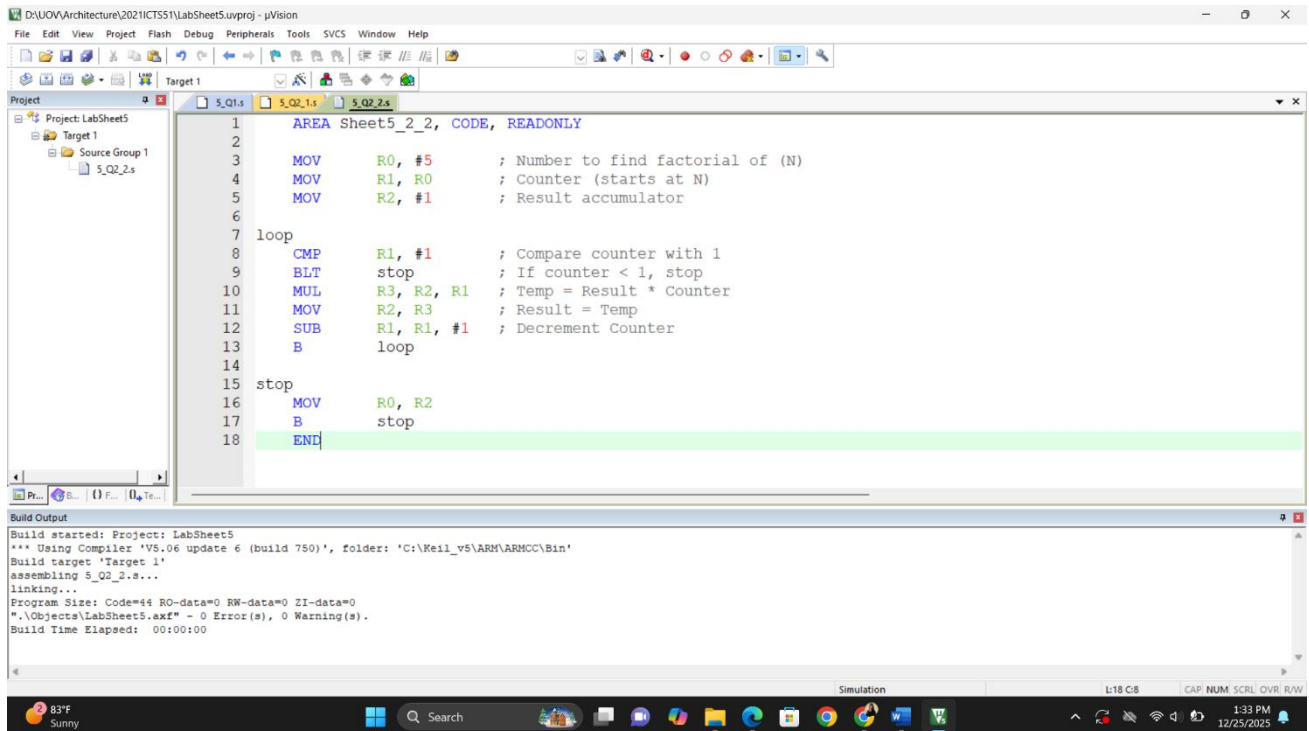 D:\UOV\Architecture\2021ICTS51\LabSheet5.uvproj - µVision
File Edit View Project Flash Debug Peripherals Tools SVCS Window Help
LOAD Target 1
Project
Project: LabSheet5
Target 1
Source Group 1
5_Q2_2.s
Pr... B... {} F... 0 Te...
5_Q1.s 5_Q2_1.s 5_Q2_2.s
1 AREA Sheet5_2_2, CODE, READONLY
2
3 MOV R0, #5 ; Number to find factorial of (N)
4 MOV R1, R0 ; Counter (starts at N)
5 MOV R2, #1 ; Result accumulator
6
7 loop
8 CMP R1, #1 ; Compare counter with 1
9 BLT stop ; If counter < 1, stop
10 MUL R3, R2, R1 ; Temp = Result * Counter
11 MOV R2, R3 ; Result = Temp
12 SUB R1, R1, #1 ; Decrement Counter
13 B loop
14
15 stop
16 MOV R0, R2
17 B stop
18 END
Build Output
Build started: Project: LabSheet5
*** Using Compiler 'V5.06 update 6 (build 750)', folder: 'C:\Keil_v5\ARM\ARMCC\Bin'
Build target 'Target 1'
assembling 5_Q2_2.s...
linking...
Program Size: Code=44 RO-data=0 RW-data=0 ZI-data=0
".\Objects\LabSheet5.axf" - 0 Error(s), 0 Warning(s).
Build Time Elapsed: 00:00:00
Simulation L:18 C:8 CAP NUM SCRL OVR R/W
2 83°F
Sunny
Search
1:33 PM
12/25/2025